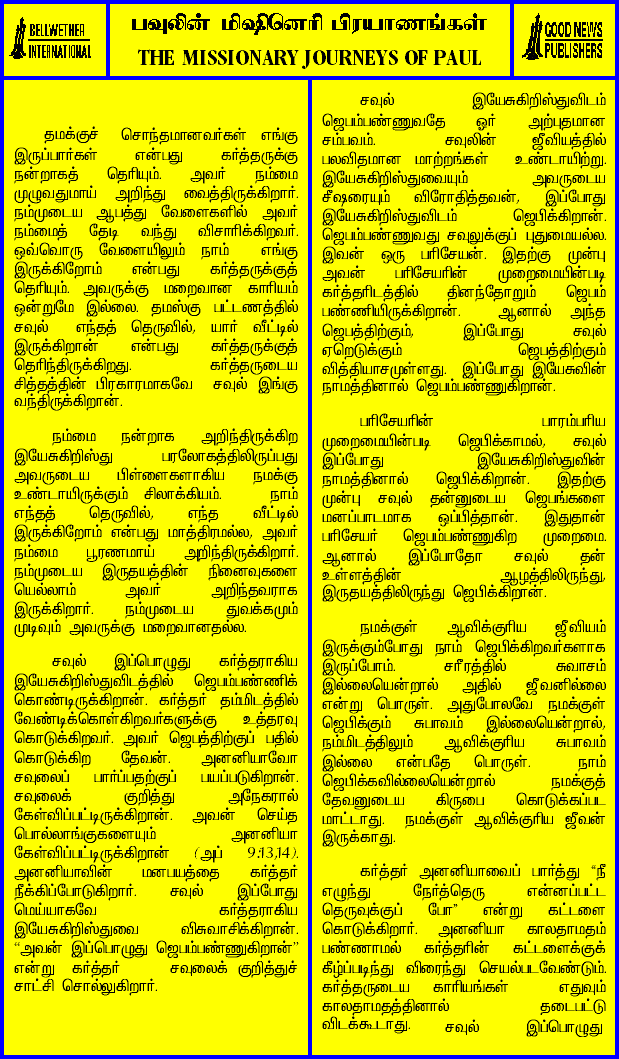 BELLWETHER
INTERNATIONAL
பவுலின் மிஷினெரி பிரயாணங்கள்
THE MISSIONARY JOURNEYS OF PAUL
GOOD NEWS
PUBLISHERS
தமக்குச் சொந்தமானவர்கள் எங்கு
இருப்பார்கள் என்பது கர்த்தருக்கு
நன்றாகத் தெரியும். அவர் நம்மை
முழுவதுமாய் அறிந்து வைத்திருக்கிறார்.
நம்முடைய ஆபத்து வேளைகளில் அவர்
நம்மைத் தேடி வந்து விசாரிக்கிறவர்.
ஒவ்வொரு வேளையிலும் நாம் எங்கு
இருக்கிறோம் என்பது கர்த்தருக்குத்
தெரியும். அவருக்கு மறைவான காரியம்
ஒன்றுமே இல்லை. தமஸ்கு பட்டணத்தில்
சவுல் எந்தத் தெருவில், யார் வீட்டில்
இருக்கிறான் என்பது கர்த்தருக்குத்
தெரிந்திருக்கிறது. கர்த்தருடைய
சித்தத்தின் பிரகாரமாகவே சவுல் இங்கு
வந்திருக்கிறான்.
நம்மை நன்றாக அறிந்திருக்கிற
இயேசுகிறிஸ்து பரலோகத்திலிருப்பது
அவருடைய பிள்ளைகளாகிய நமக்கு
உண்டாயிருக்கும் சிலாக்கியம். நாம்
எந்தத் தெருவில், எந்த வீட்டில்
இருக்கிறோம் என்பது மாத்திரமல்ல, அவர்
நம்மை பூரணமாய் அறிந்திருக்கிறார்.
நம்முடைய இருதயத்தின் நினைவுகளை
யெல்லாம் அவர் அறிந்தவராக
இருக்கிறார். நம்முடைய துவக்கமும்
முடிவும் அவருக்கு மறைவானதல்ல.
சவுல் இப்பொழுது கர்த்தராகிய
இயேசுகிறிஸ்துவிடத்தில் ஜெபம்பண்ணிக்
கொண்டிருக்கிறான். கர்த்தர் தம்மிடத்தில்
வேண்டிக்கொள்கிறவர்களுக்கு உத்தரவு
கொடுக்கிறவர். அவர் ஜெபத்திற்குப் பதில்
கொடுக்கிற தேவன். அனனியாவோ
சவுலைப் பார்ப்பதற்குப் பயப்படுகிறான்.
சவுலைக் குறித்து அநேகரால்
கேள்விப்பட்டிருக்கிறான். அவன் செய்த
பொல்லாங்குகளையும் அனனியா
கேள்விப்பட்டிருக்கிறான் (அப் 9:13,14).
அனனியாவின் மனபயத்தை கர்த்தர்
நீக்கிப்போடுகிறார். சவுல் இப்போது
மெய்யாகவே கர்த்தராகிய
இயேசுகிறிஸ்துவை விசுவாசிக்கிறான்.
“அவன் இப்பொழுது ஜெபம்பண்ணுகிறான்”
என்று கர்த்தர் சவுலைக் குறித்துச்
சாட்சி சொல்லுகிறார்.
சவுல் இயேசுகிறிஸ்துவிடம்
ஜெபம்பண்ணுவதே ஓர் அற்புதமான
சம்பவம். சவுலின் ஜீவியத்தில்
பலவிதமான மாற்றங்கள் உண்டாயிற்று.
இயேசுகிறிஸ்துவையும் அவருடைய
சீஷரையும் விரோதித்தவன், இப்போது
இயேசுகிறிஸ்துவிடம் ஜெபிக்கிறான்.
ஜெபம்பண்ணுவது சவுலுக்குப் புதுமையல்ல.
இவன் ஒரு பரிசேயன். இதற்கு முன்பு
அவன் பரிசேயரின் முறைமையின்படி
கர்த்தரிடத்தில் தினந்தோறும் ஜெபம்
பண்ணியிருக்கிறான். ஆனால் அந்த
ஜெபத்திற்கும், இப்போது சவுல்
ஏறெடுக்கும் ஜெபத்திற்கும்
வித்தியாசமுள்ளது. இப்போது இயேசுவின்
நாமத்தினால் ஜெபம்பண்ணுகிறான்.
பரிசேயரின் பாரம்பரிய
முறைமையின்படி ஜெபிக்காமல், சவுல்
இப்போது இயேசுகிறிஸ்துவின்
நாமத்தினால் ஜெபிக்கிறான். இதற்கு
முன்பு சவுல் தன்னுடைய ஜெபங்களை
மனப்பாடமாக ஒப்பித்தான். இதுதான்
பரிசேயர் ஜெபம்பண்ணுகிற முறைமை.
ஆனால் இப்போதோ சவுல் தன்
உள்ளத்தின் ஆழத்திலிருந்து,
இருதயத்திலிருந்து ஜெபிக்கிறான்.
நமக்குள் ஆவிக்குரிய ஜீவியம்
இருக்கும்போது நாம் ஜெபிக்கிறவர்களாக
இருப்போம். சரீரத்தில் சுவாசம்
இல்லையென்றால் அதில் ஜீவனில்லை
என்று பொருள். அதுபோலவே நமக்குள்
ஜெபிக்கும் சுபாவம் இல்லையென்றால்,
நம்மிடத்திலும் ஆவிக்குரிய சுபாவம்
இல்லை என்பதே பொருள். நாம்
ஜெபிக்கவில்லையென்றால் நமக்குத்
தேவனுடைய கிருபை கொடுக்கப்பட
மாட்டாது. நமக்குள் ஆவிக்குரிய ஜீவன்
இருக்காது.
கர்த்தர் அனனியாவைப் பார்த்து “நீ
எழுந்து நேர்த்தெரு என்னப்பட்ட
தெருவுக்குப் போ” என்று கட்டளை
கொடுக்கிறார். அனனியா காலதாமதம்
பண்ணாமல் கர்த்தரின் கட்டளைக்குக்
கீழ்ப்படிந்து விரைந்து செயல்படவேண்டும்.
கர்த்தருடைய காரியங்கள் எதுவும்
காலதாமதத்தினால் தடைபட்டு
விடக்கூடாது. சவுல் இப்பொழுது